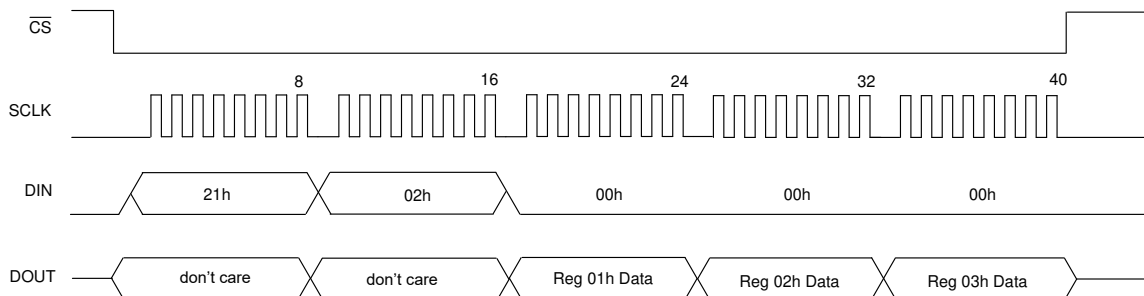 CS
SCLK 8 16 24 32 40
DIN 21h 02h 00h 00h 00h
DOUT don't care don't care Reg 01h Data Reg 02h Data Reg 03h Data